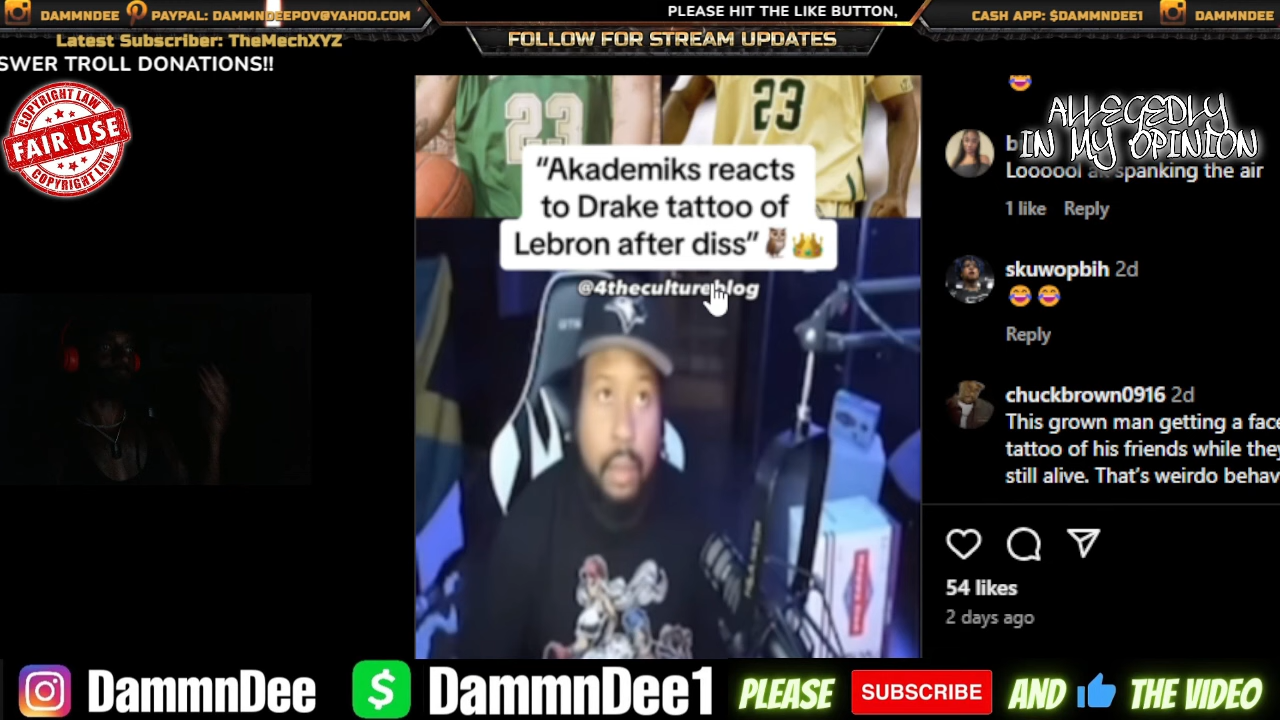 DAMMNDEE
PAYPAL: DAMMNDEEPOV@YAHOO.COM
PLEASE HIT THE LIKE BUTTON,
CASH APP: $DAMMNDEE1
DAMMNDEE
Latest Subscriber: TheMechXYZ
FOLLOW FOR STREAM UPDATES
SWER TROLL DONATIONS!!
COPYRIGHT LAW
FAIR USE
COPYRIGHT LAW
23
23
"Akademiks reacts
to Drake tattoo of
Lebron after diss"🦉👑
@4thecultureblog
ALLEGEDLY
IN MY OPINION
Loooool spanking the air
1 like Reply
skuwopbih 2d
😂 😂
Reply
chuckbrown0916 2d
This grown man getting a face
tattoo of his friends while they
still alive. That's weirdo behav
54 likes
2 days ago
DammnDee
$
DammnDee1
PLEASE
SUBSCRIBE
AND
THE VIDEO